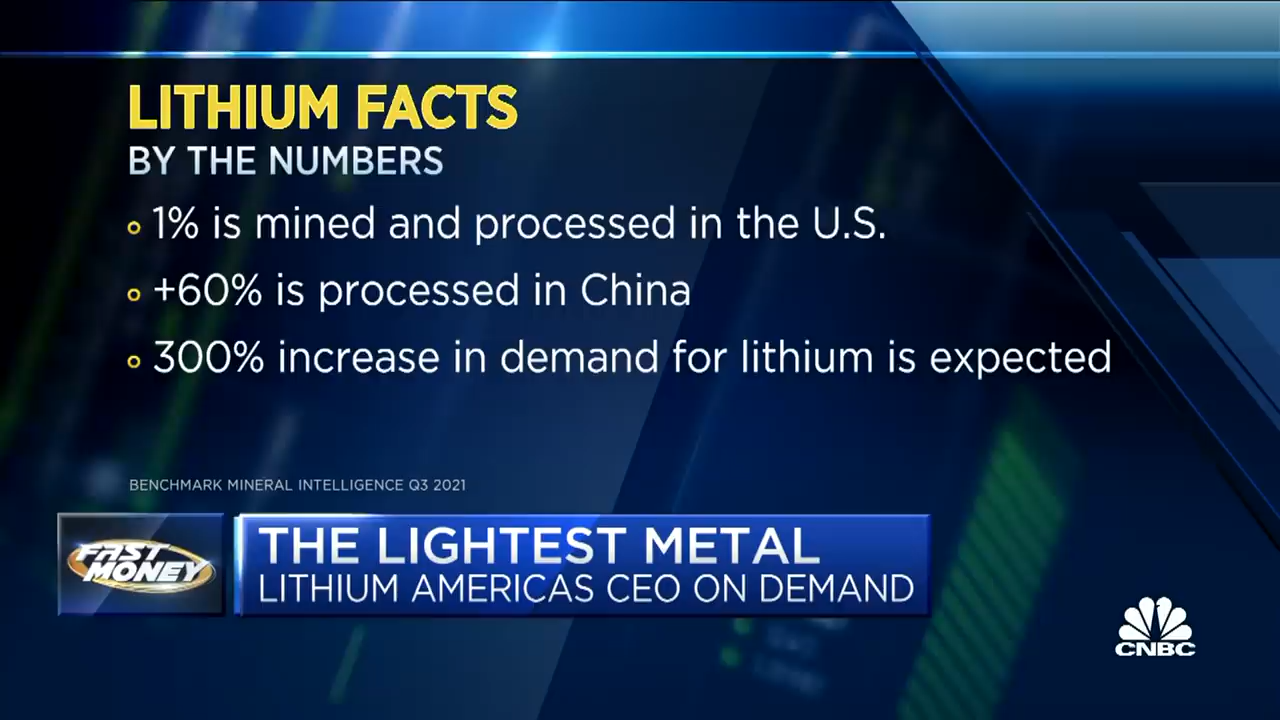 LITHIUM FACTS
BY THE NUMBERS
1% is mined and processed in the U.S.
+60% is processed in China
300% increase in demand for lithium is expected
BENCHMARK MINERAL INTELLIGENCE Q3 2021
FAST MONEY
THE LIGHTEST METAL
LITHIUM AMERICAS CEO ON DEMAND
CNBC